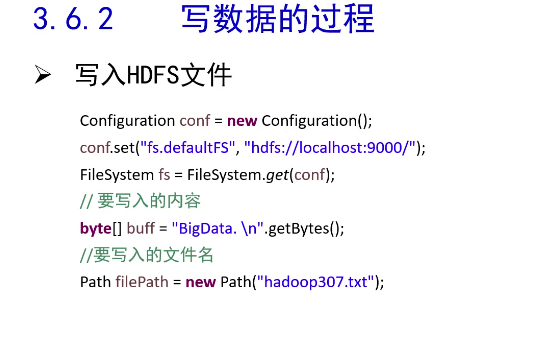 3.6.2 写数据的过程
➢ 写入HDFS文件
Configuration conf = new Configuration();
conf.set("fs.defaultFS", "hdfs://localhost:9000/");
FileSystem fs = FileSystem.get(conf);
// 要写入的内容
byte[] buff = "BigData. \n".getBytes();
//要写入的文件名
Path filePath = new Path("hadoop307.txt");